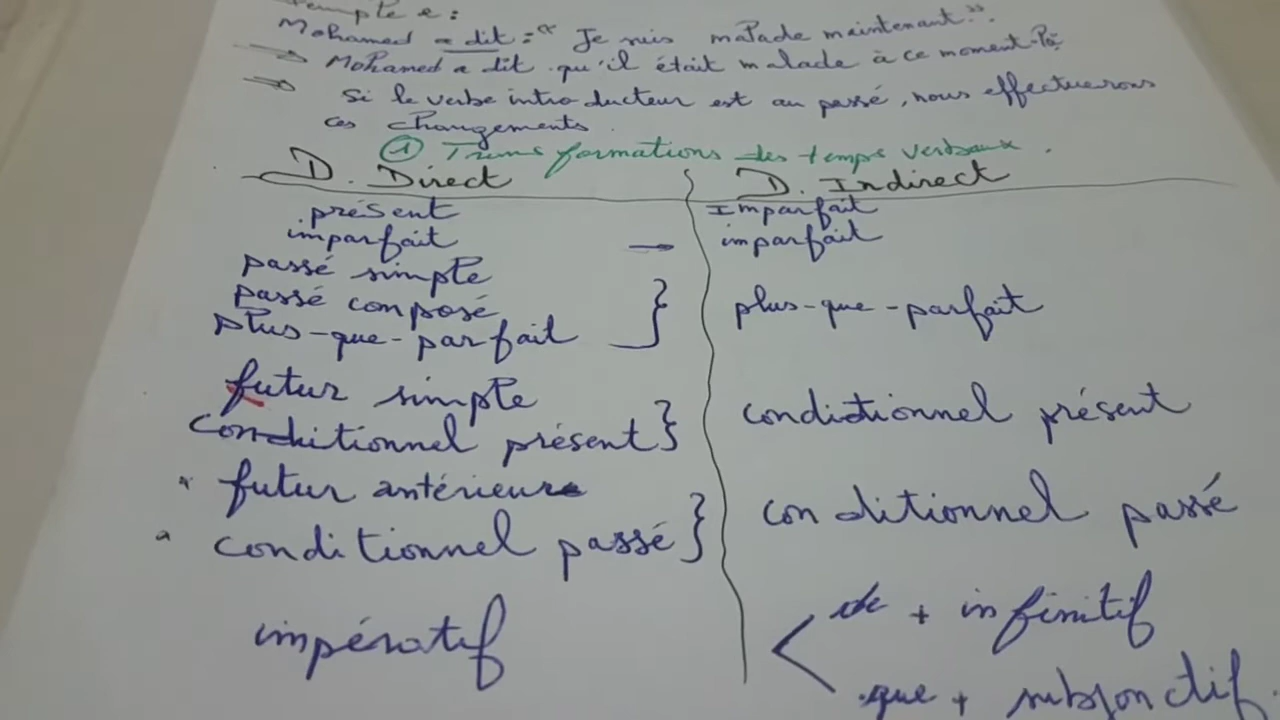 Exemple 2 :
Mohamed a dit : " Je suis malade maintenant ".
Mohamed a dit qu'il était malade à ce moment-là.
Si le verbe introducteur est au passé, nous effectuerons
ces changements.
① Transformations des temps verbaux.
D. Direct D. Indirect
présent Imparfait
imparfait → imparfait
passé simple
passé composé } plus-que-parfait
plus-que-parfait
futur simple
conditionnel présent } conditionnel présent
futur antérieur
conditionnel passé } conditionnel passé
impératif < de + infinitif
que + subjonctif.